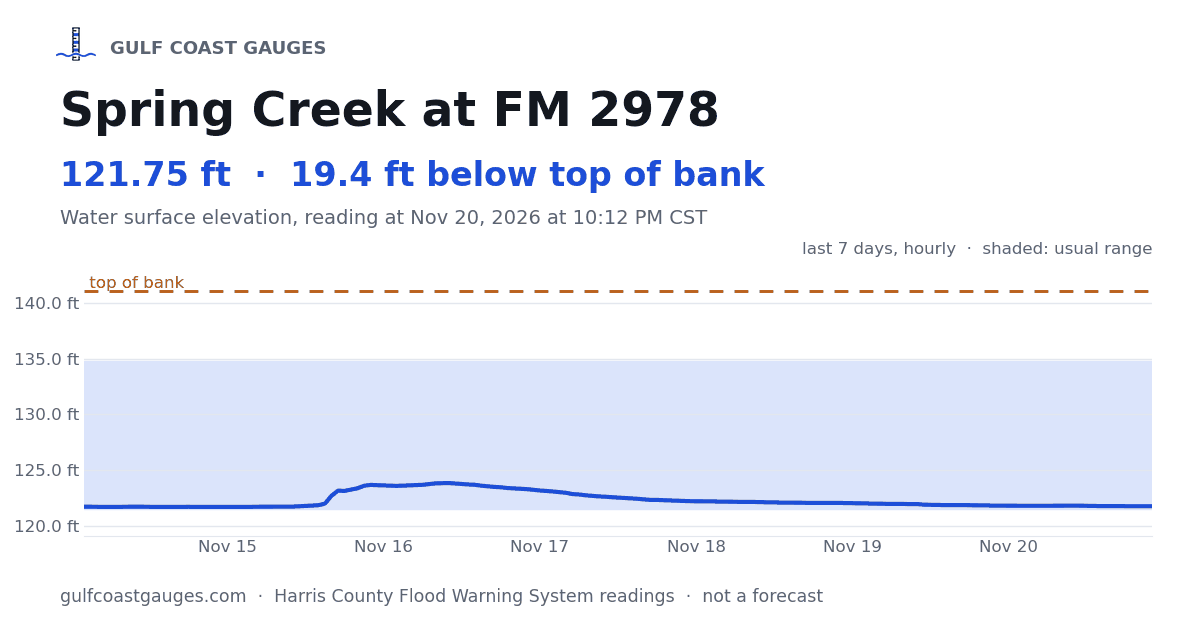 GULF COAST GAUGES
Spring Creek at FM 2978
121.75 ft · 19.4 ft below top of bank
Water surface elevation, reading at Nov 20, 2026 at 10:12 PM CST
last 7 days, hourly · shaded: usual range
top of bank
140.0 ft
135.0 ft
130.0 ft
125.0 ft
120.0 ft
Nov 15 Nov 16 Nov 17 Nov 18 Nov 19 Nov 20
gulfcoastgauges.com · Harris County Flood Warning System readings · not a forecast